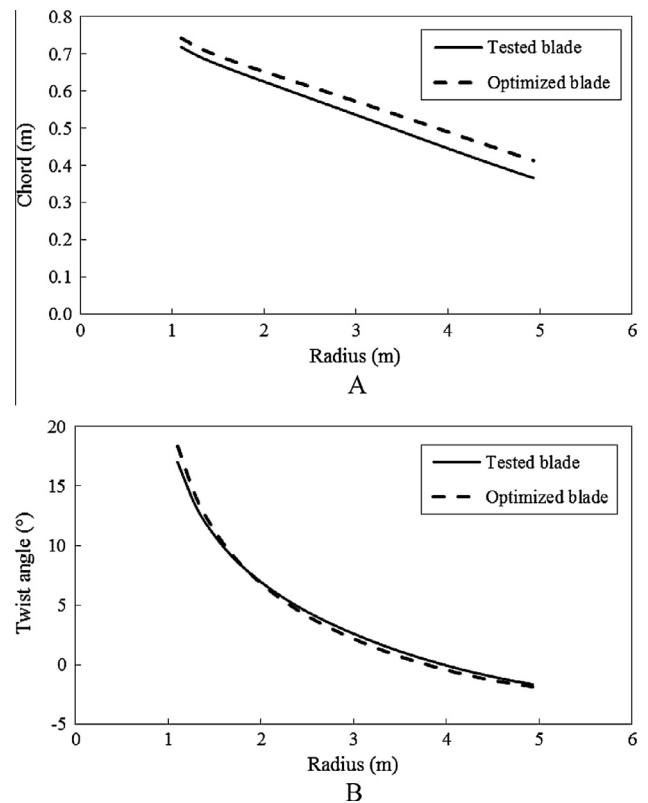 0.8
0.7
0.6
0.5
0.4
0.3
0.2
0.1
0.0
Chord (m)
Tested blade
Optimized blade
0 1 2 3 4 5 6
Radius (m)
A
20
15
10
5
0
-5
Twist angle (°)
Tested blade
Optimized blade
0 1 2 3 4 5 6
Radius (m)
B